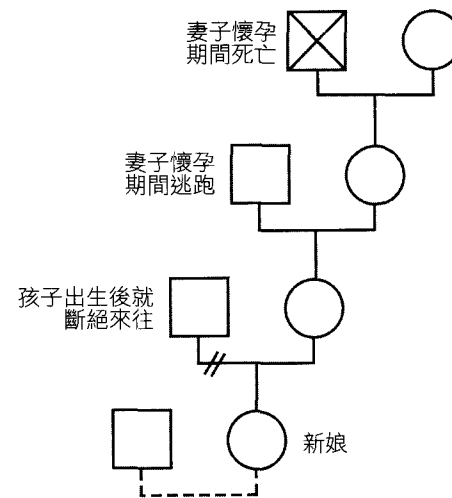 妻子懷孕
期間死亡
妻子懷孕
期間逃跑
孩子出生後就
斷絕來往
新娘